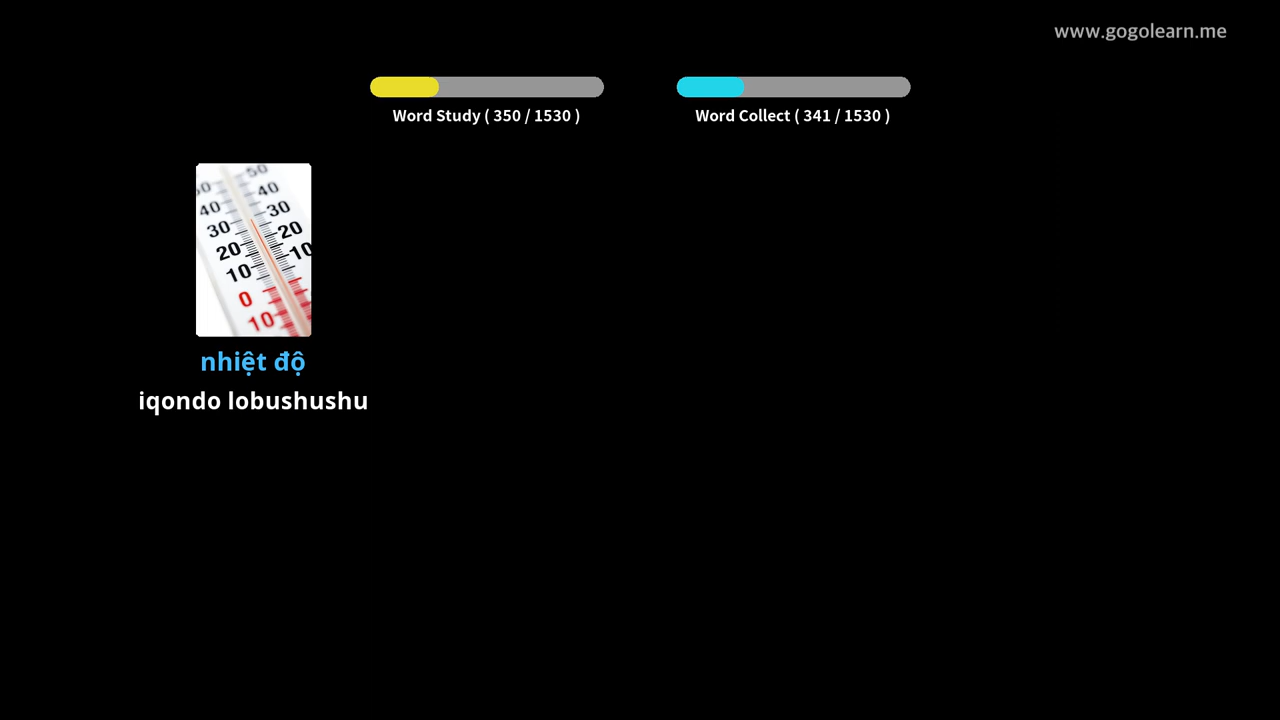 www.gogolearn.me
Word Study ( 350 / 1530 )
Word Collect ( 341 / 1530 )
50
40 40
30 30
20 20
10 10
0
10
nhiệt độ
iqondo lobushushu